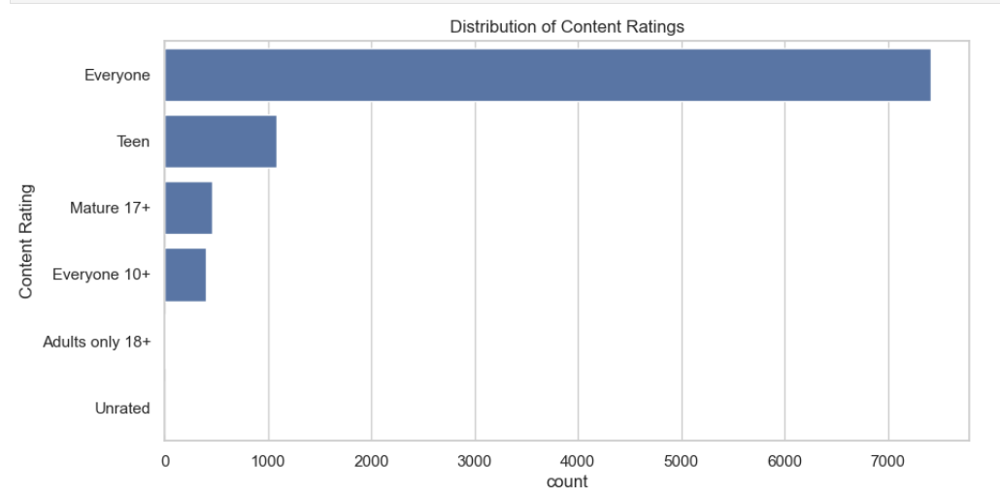 Distribution of Content Ratings
Content Rating
Everyone
Teen
Mature 17+
Everyone 10+
Adults only 18+
Unrated
0 1000 2000 3000 4000 5000 6000 7000
count